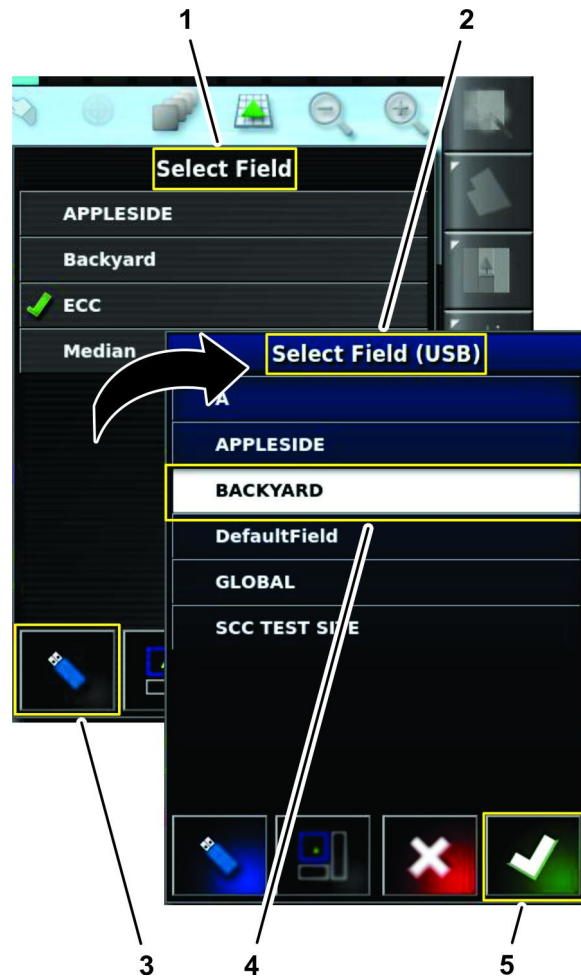 1
2
Select Field
APPLESIDE
Backyard
ECC
Median
Select Field (USB)
A
APPLESIDE
BACKYARD
DefaultField
GLOBAL
SCC TEST SITE
3
4
5